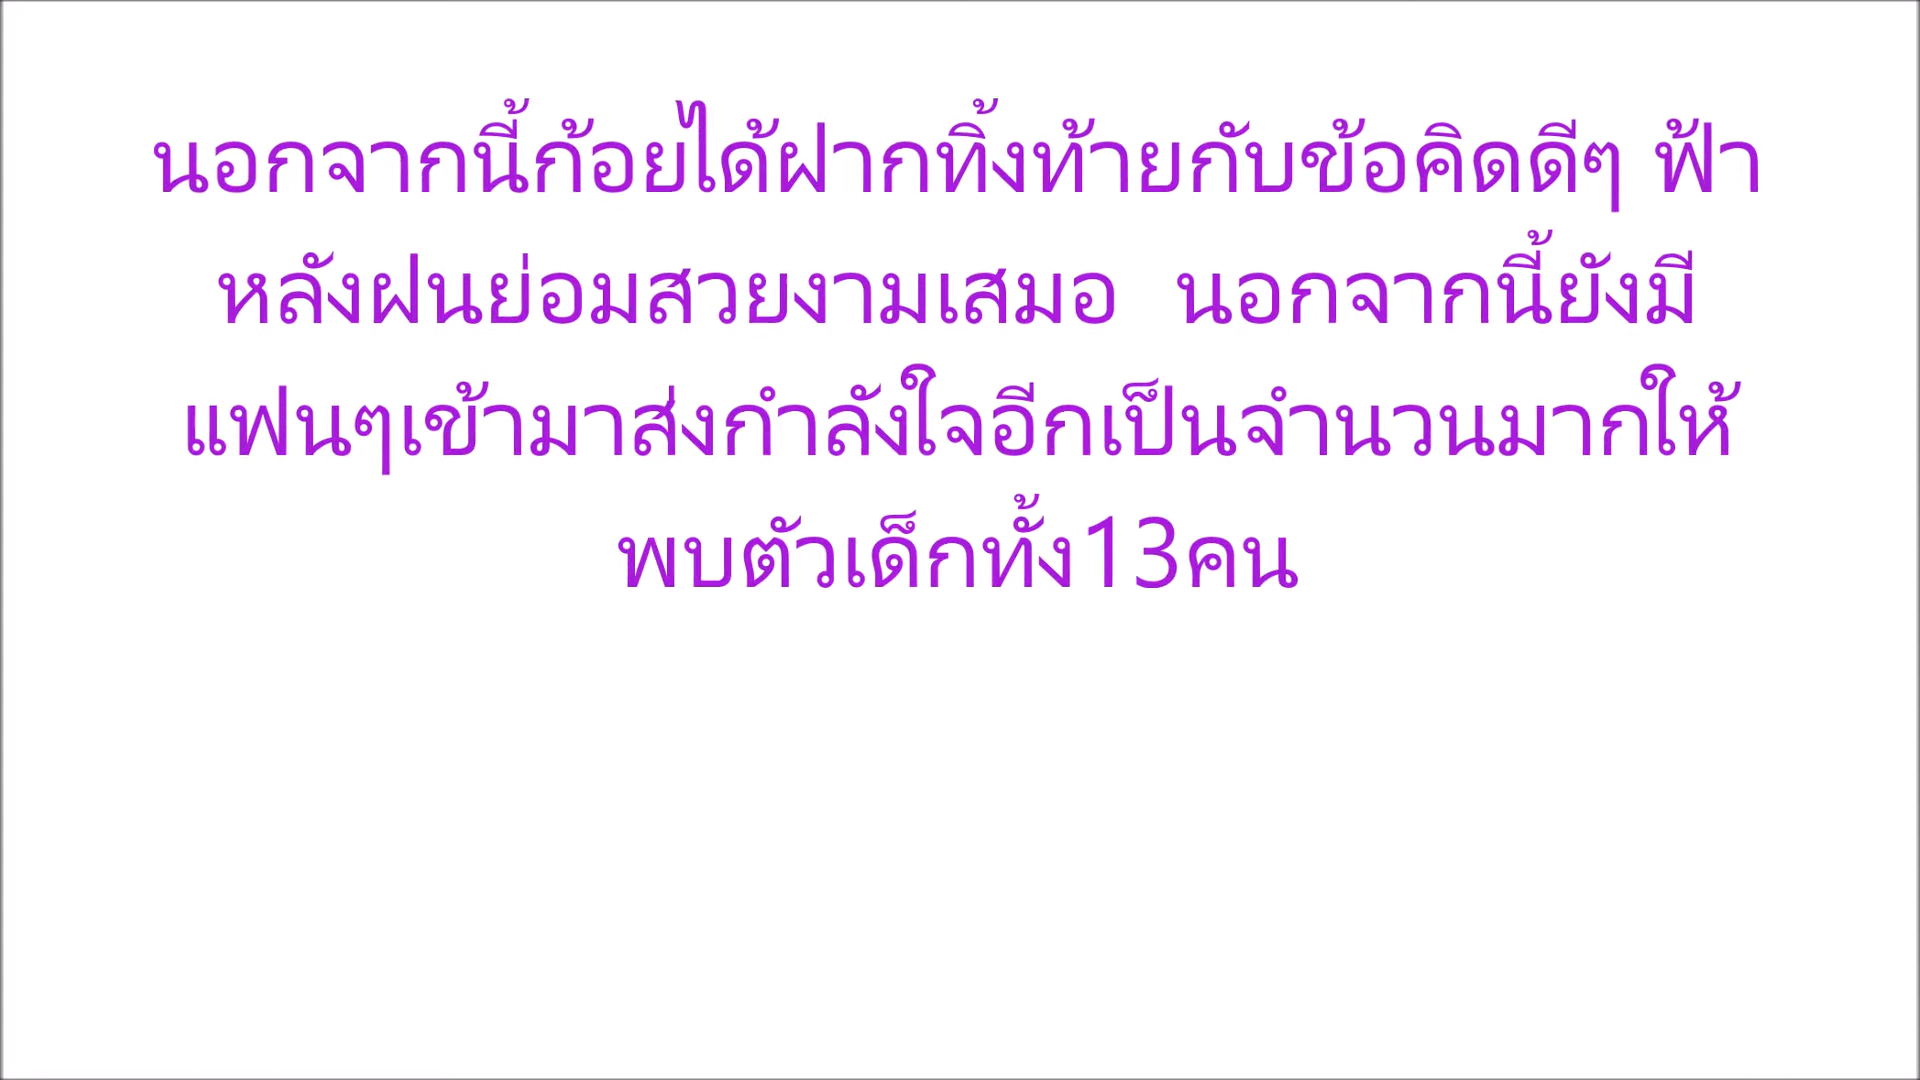 นอกจากนี้ก้อยได้ฝากทิ้งท้ายกับข้อคิดดีๆ ฟ้า
หลังฝนย่อมสวยงามเสมอ  นอกจากนี้ยังมี
แฟนๆเข้ามาส่งกำลังใจอีกเป็นจำนวนมากให้
พบตัวเด็กทั้ง13คน